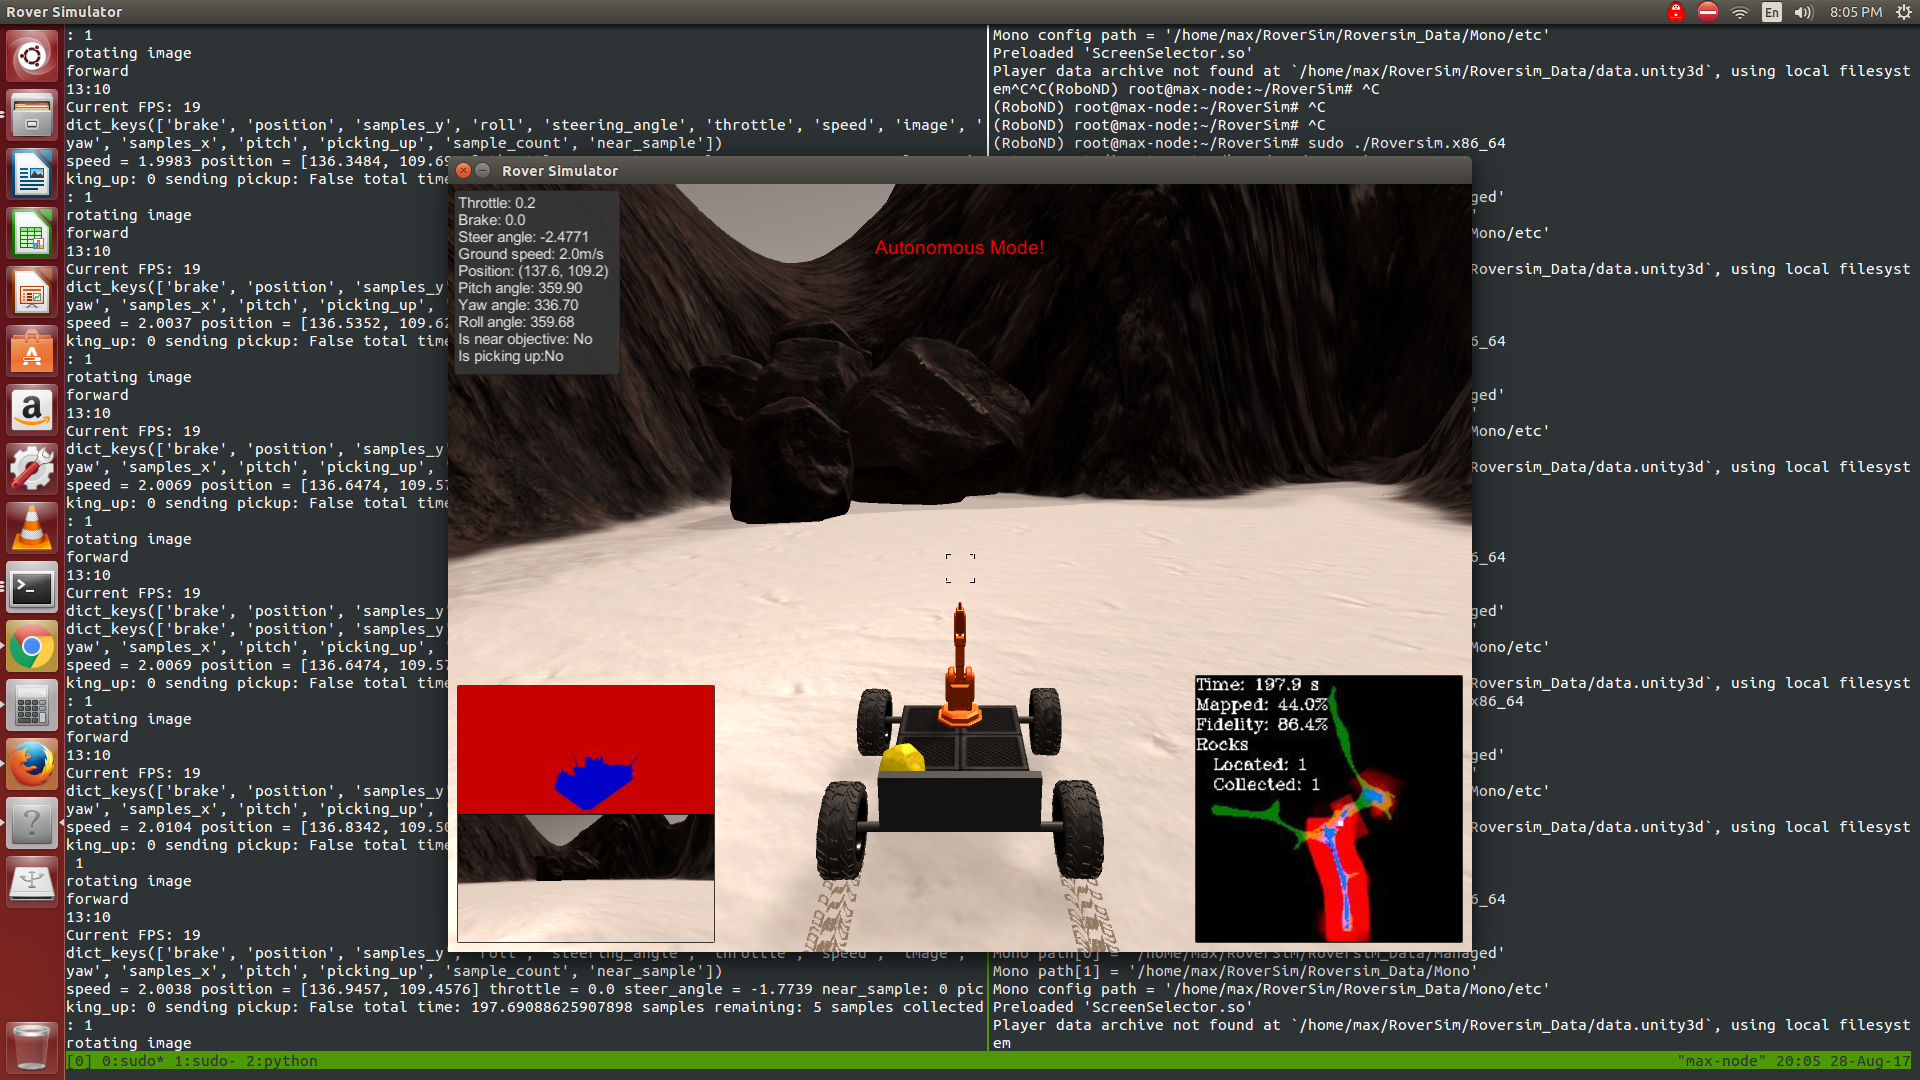 Rover Simulator
En
8:05 PM
: 1
rotating image
forward
13:10
Current FPS: 19
dict_keys(['brake', 'position', 'samples_y', 'roll', 'steering_angle', 'throttle', 'speed', 'image', '
yaw', 'samples_x', 'pitch', 'picking_up', 'sample_count', 'near_sample'])
speed = 1.9983 position = [136.3484, 109.69
king_up: 0 sending pickup: False total time
: 1
rotating image
forward
13:10
Current FPS: 19
dict_keys(['brake', 'position', 'samples_y'
yaw', 'samples_x', 'pitch', 'picking_up', '
speed = 2.0037 position = [136.5352, 109.62
king_up: 0 sending pickup: False total time
: 1
rotating image
forward
13:10
Current FPS: 19
dict_keys(['brake', 'position', 'samples_y'
yaw', 'samples_x', 'pitch', 'picking_up', '
speed = 2.0069 position = [136.6474, 109.57
king_up: 0 sending pickup: False total time
: 1
rotating image
forward
13:10
Current FPS: 19
dict_keys(['brake', 'position', 'samples_y'
dict_keys(['brake', 'position', 'samples_y'
yaw', 'samples_x', 'pitch', 'picking_up', '
speed = 2.0069 position = [136.6474, 109.57
king_up: 0 sending pickup: False total time
: 1
rotating image
forward
13:10
Current FPS: 19
dict_keys(['brake', 'position', 'samples_y'
yaw', 'samples_x', 'pitch', 'picking_up', '
speed = 2.0104 position = [136.8342, 109.50
king_up: 0 sending pickup: False total time
1
rotating image
forward
13:10
Current FPS: 19
dict_keys(['brake', 'position', 'samples_y', 'roll', 'steering_angle', 'throttle', 'speed', 'image', '
yaw', 'samples_x', 'pitch', 'picking_up', 'sample_count', 'near_sample'])
speed = 2.0038 position = [136.9457, 109.4576] throttle = 0.0 steer_angle = -1.7739 near_sample: 0 pic
king_up: 0 sending pickup: False total time: 197.69088625907898 samples remaining: 5 samples collected
: 1
rotating image
Mono config path = '/home/max/RoverSim/Roversim_Data/Mono/etc'
Preloaded 'ScreenSelector.so'
Player data archive not found at `/home/max/RoverSim/Roversim_Data/data.unity3d`, using local filesyst
em^C^C(RoboND) root@max-node:~/RoverSim# ^C
(RoboND) root@max-node:~/RoverSim# ^C
(RoboND) root@max-node:~/RoverSim# ^C
(RoboND) root@max-node:~/RoverSim# sudo ./Roversim.x86_64
ged'
'
Mono/etc'
Roversim_Data/data.unity3d`, using local filesyst
6_64
ged'
'
Mono/etc'
Roversim_Data/data.unity3d`, using local filesyst
6_64
ged'
'
Mono/etc'
Roversim_Data/data.unity3d`, using local filesyst
x86_64
ged'
'
Mono/etc'
Roversim_Data/data.unity3d`, using local filesyst
6_64
Mono path[0] = '/home/max/RoverSim/Roversim_Data/Managed'
Mono path[1] = '/home/max/RoverSim/Roversim_Data/Mono'
Mono config path = '/home/max/RoverSim/Roversim_Data/Mono/etc'
Preloaded 'ScreenSelector.so'
Player data archive not found at `/home/max/RoverSim/Roversim_Data/data.unity3d`, using local filesyst
em
Rover Simulator
Throttle: 0.2
Brake: 0.0
Steer angle: -2.4771
Ground speed: 2.0m/s
Position: (137.6, 109.2)
Pitch angle: 359.90
Yaw angle: 336.70
Roll angle: 359.68
Is near objective: No
Is picking up:No
Autonomous Mode!
Time: 197.9 s
Mapped: 44.0%
Fidelity: 86.4%
Rocks
Located: 1
Collected: 1
[0] 0:sudo* 1:sudo- 2:python
"max-node" 20:05 28-Aug-17